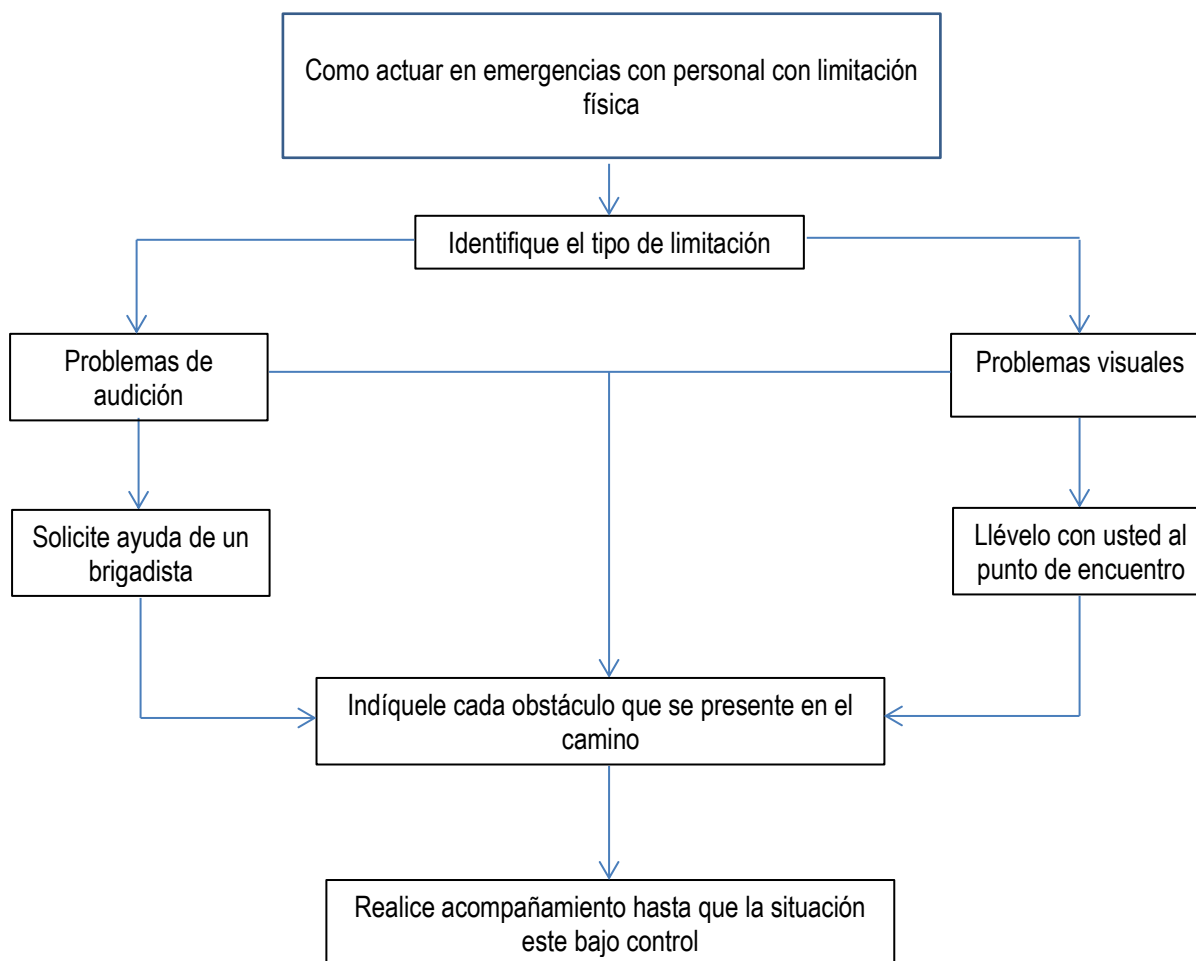 Como actuar en emergencias con personal con limitación
física
Identifique el tipo de limitación
Problemas de
audición
Problemas visuales
Solicite ayuda de un
brigadista
Llévelo con usted al
punto de encuentro
Indíquele cada obstáculo que se presente en el
camino
Realice acompañamiento hasta que la situación
este bajo control